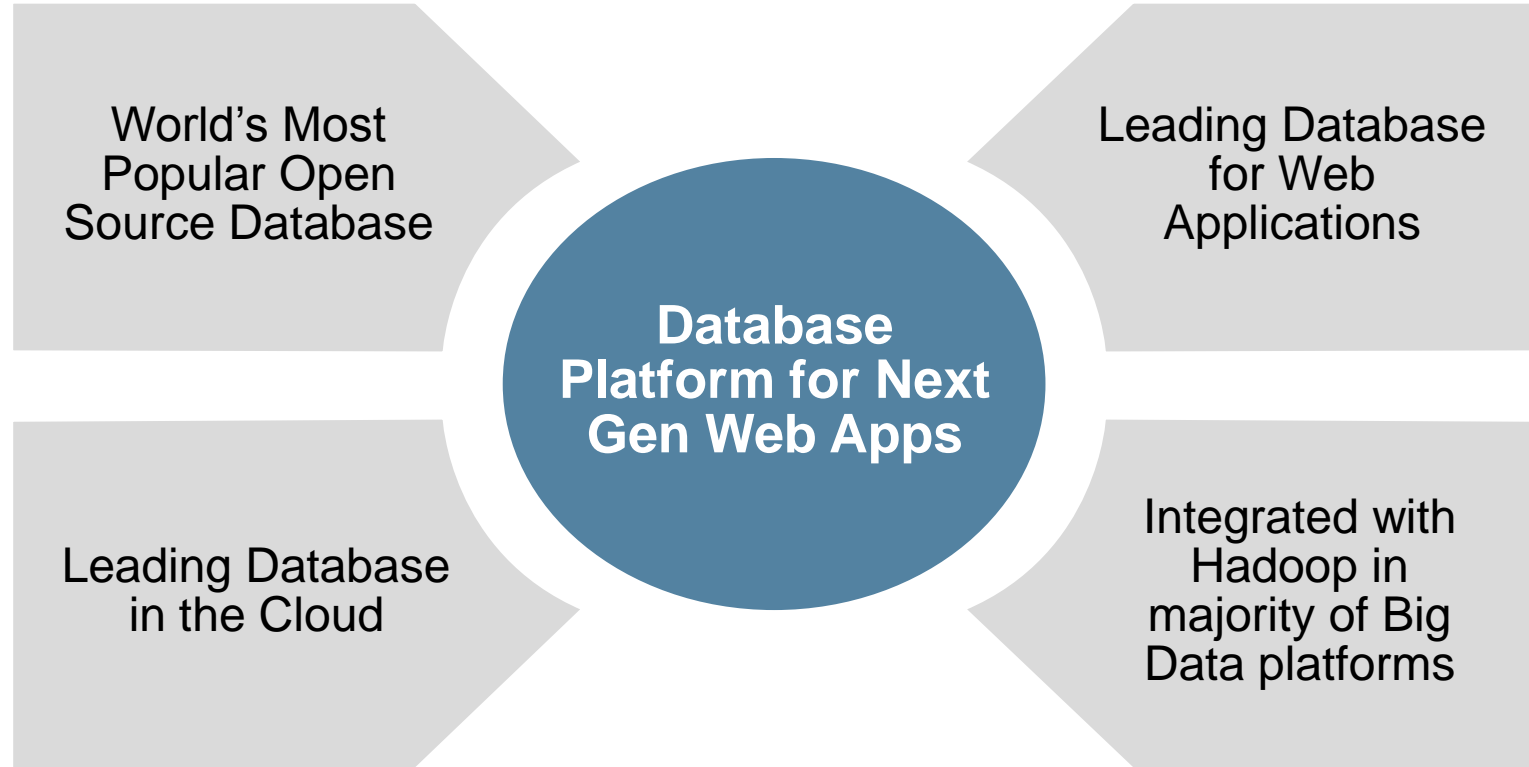 World’s Most
Popular Open
Source Database
Leading Database
for Web
Applications
Database
Platform for Next
Gen Web Apps
Leading Database
in the Cloud
Integrated with
Hadoop in
majority of Big
Data platforms